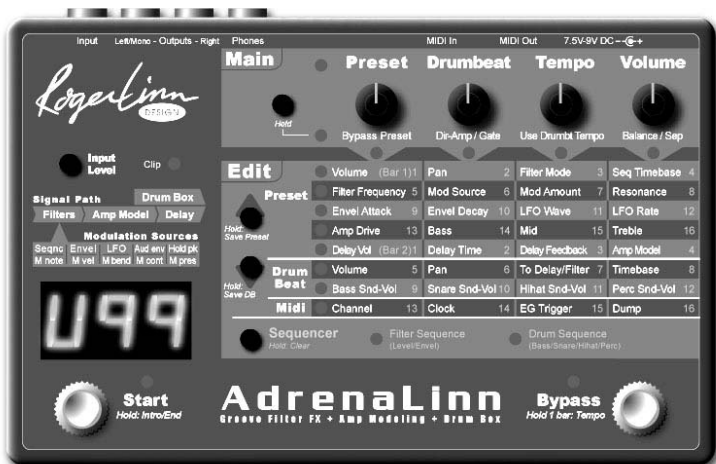 Input Left/Mono - Outputs - Right Phones MIDI In MIDI Out 7.5V-9V DC
Main Preset Drumbeat Tempo Volume
Hold
Bypass Preset Dir-Amp / Gate Use Drumbt Tempo Balance / Sep
RogerLinn
DESIGN
Input Level Clip
Signal Path Drum Box
Filters Amp Model Delay
Modulation Sources
Seqnc Envel LFO Aud env Hold pk
M note M vel M bend M cont M pres
U99
Edit Volume (Bar 1) 1 Pan 2 Filter Mode 3 Seq Timebase 4
Preset Filter Frequency 5 Mod Source 6 Mod Amount 7 Resonance 8
Envel Attack 9 Envel Decay 10 LFO Wave 11 LFO Rate 12
Hold: Save Preset
Amp Drive 13 Bass 14 Mid 15 Treble 16
Delay Vol (Bar 2) 1 Delay Time 2 Delay Feedback 3 Amp Model 4
Drum Beat Volume 5 Pan 6 To Delay/Filter 7 Timebase 8
Hold: Save DB
Bass Snd-Vol 9 Snare Snd-Vol 10 Hihat Snd-Vol 11 Perc Snd-Vol 12
Midi Channel 13 Clock 14 EG Trigger 15 Dump 16
Sequencer Filter Sequence Drum Sequence
Hold: Clear (Level/Envel) (Bass/Snare/Hihat/Perc)
Start
Hold: Intro/End
AdrenaLinn
Groove Filter FX + Amp Modeling + Drum Box
Bypass
Hold 1 bar: Tempo